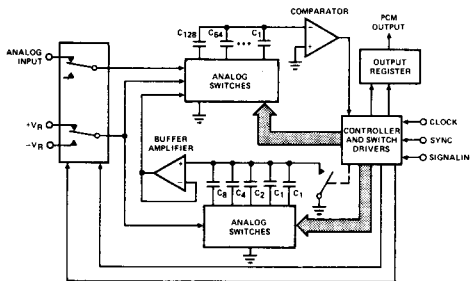 COMPARATOR
PCM
OUTPUT
C128 C64 ••• C1
ANALOG
INPUT
−
+
OUTPUT
REGISTER
ANALOG
SWITCHES
+VR
−VR
BUFFER
AMPLIFIER
CONTROLLER
AND SWITCH
DRIVERS
CLOCK
SYNC
SIGNALIN
+
−
C8 C4 C2 C1 C1
ANALOG
SWITCHES